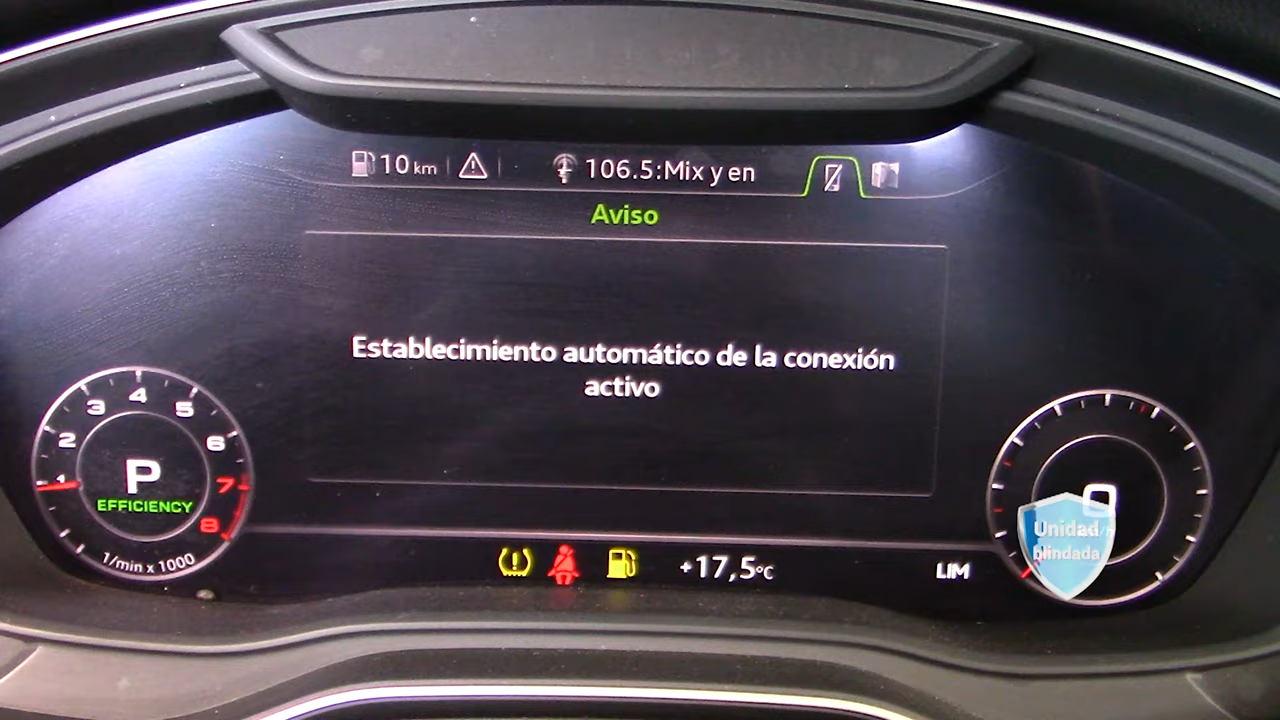 10 km
106.5:Mix y en
Aviso
Establecimiento automático de la conexión
activo
1 2 3 4 5 6 7 8
P
EFFICIENCY
1/min x 1000
0
Unidad
blindada
+17,5°C
LIM